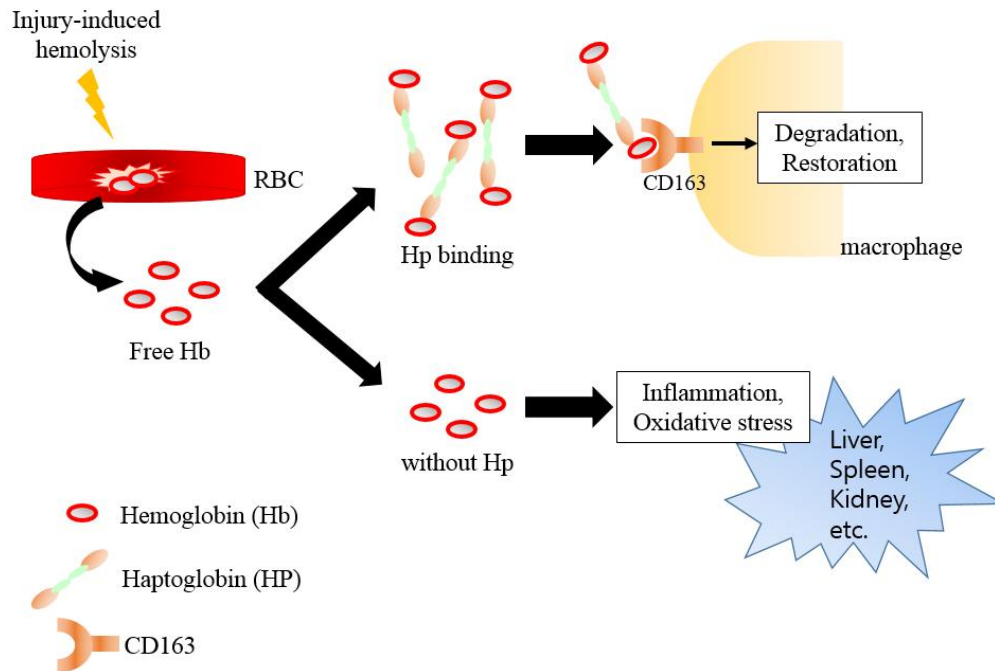 Injury-induced
hemolysis
RBC
Free Hb
Hp binding
CD163
Degradation,
Restoration
macrophage
without Hp
Inflammation,
Oxidative stress
Liver,
Spleen,
Kidney,
etc.
Hemoglobin (Hb)
Haptoglobin (HP)
CD163